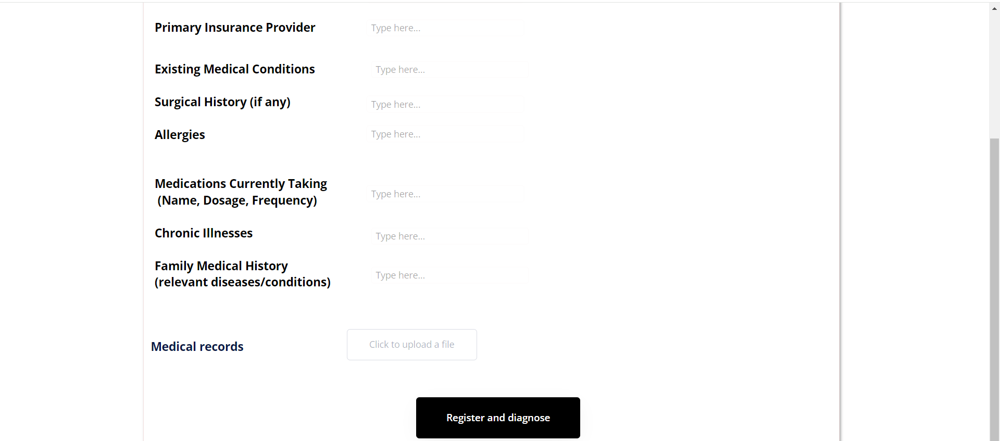 Primary Insurance Provider Type here...
Existing Medical Conditions Type here...
Surgical History (if any) Type here...
Allergies Type here...
Medications Currently Taking
(Name, Dosage, Frequency) Type here...
Chronic Illnesses Type here...
Family Medical History
(relevant diseases/conditions) Type here...
Medical records Click to upload a file
Register and diagnose